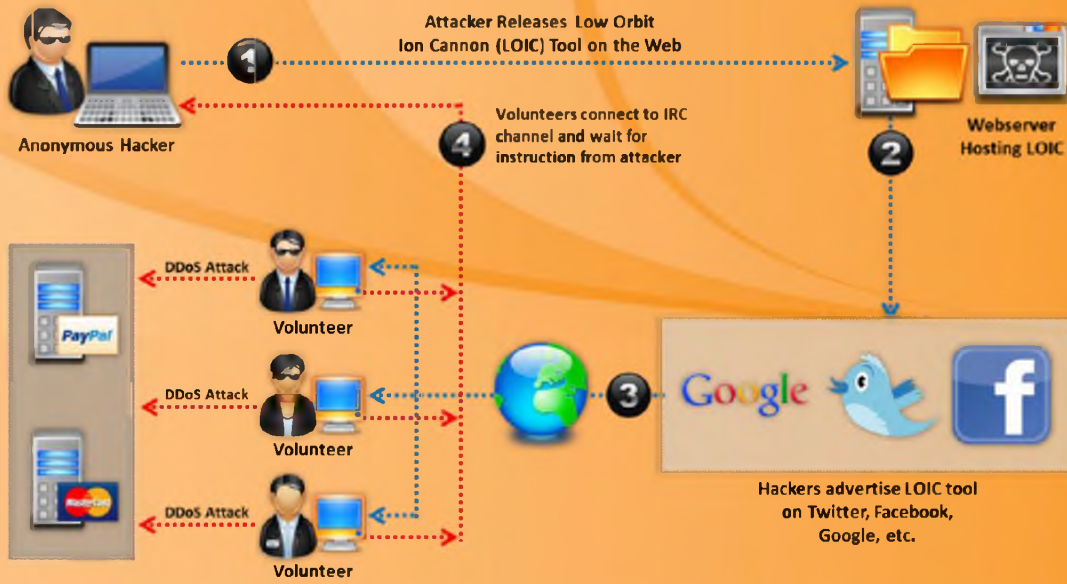 Attacker Releases Low Orbit
Ion Cannon (LOIC) Tool on the Web
1
Anonymous Hacker
Volunteers connect to IRC
channel and wait for
instruction from attacker
4
Webserver
Hosting LOIC
2
DDoS Attack
PayPal
Volunteer
DDoS Attack
Volunteer
3
Google
f
MasterCard
DDoS Attack
Volunteer
Hackers advertise LOIC tool
on Twitter, Facebook,
Google, etc.